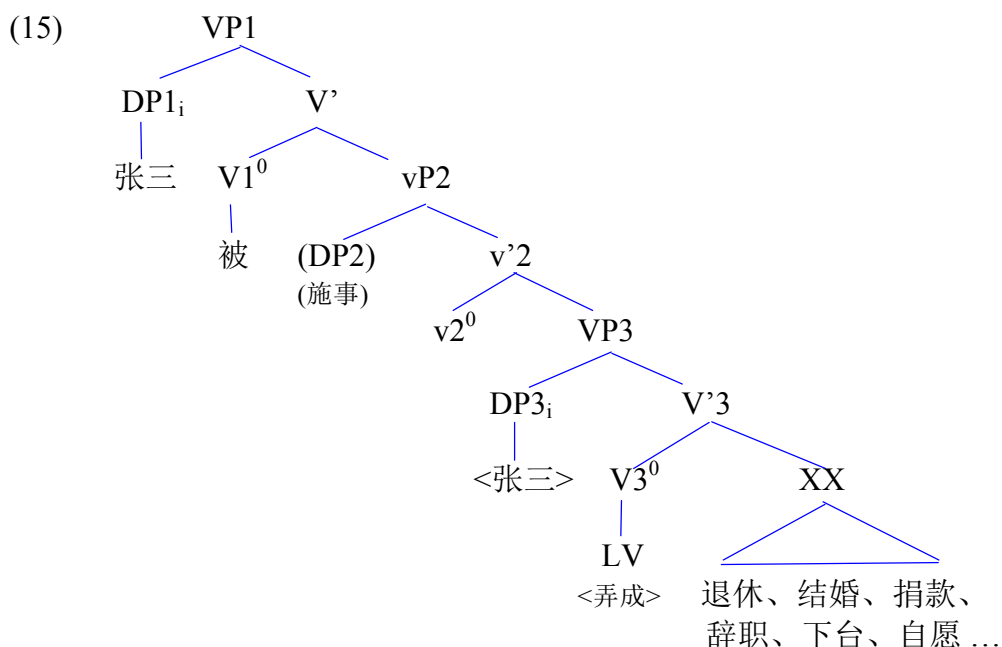 (15) VP1
DP1i V’
张三 V1⁰ vP2
被 (DP2) v’2
(施事)
v2⁰ VP3
DP3i V’3
<张三> V3⁰ XX
LV
<弄成> 退休、结婚、捐款、
辞职、下台、自愿 …